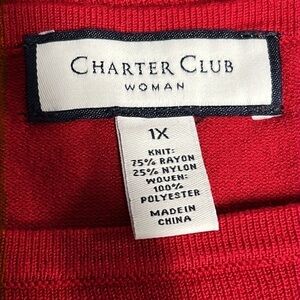 CHARTER CLUB
WOMAN
1X
KNIT:
75% RAYON
25% NYLON
WOVEN:
100%
POLYESTER
MADE IN
CHINA